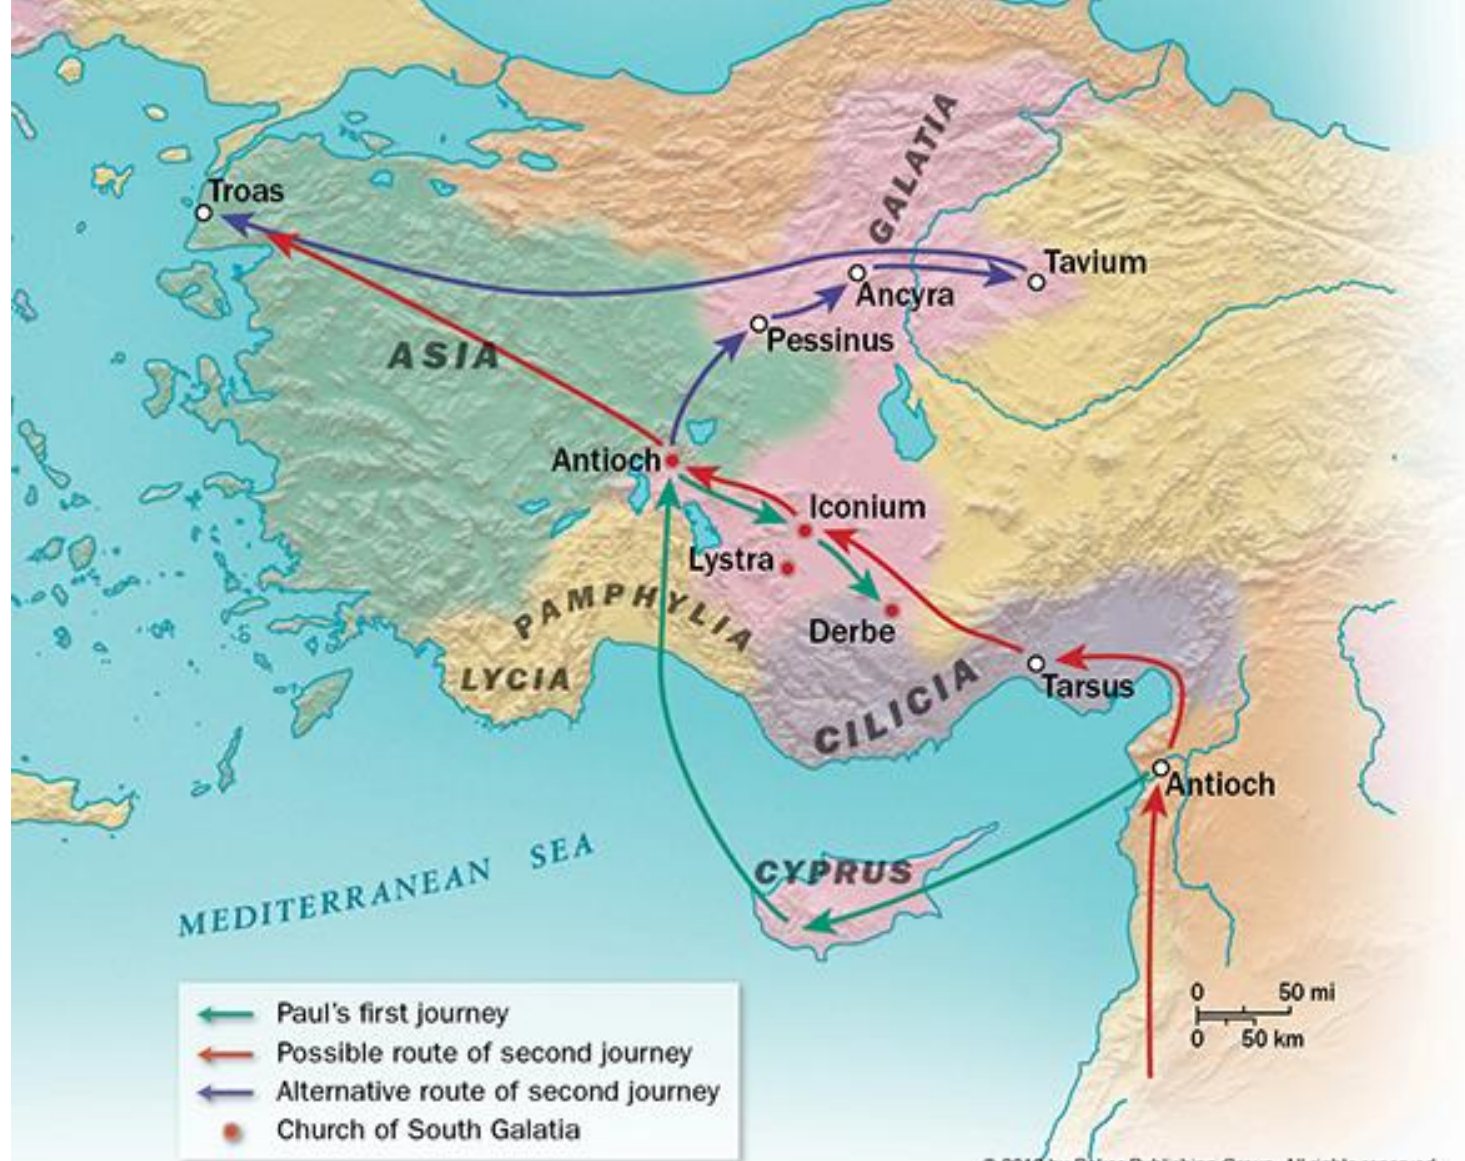 Troas
GALATIA
Tavium
Ancyra
Pessinus
ASIA
Antioch
Iconium
Lystra
PAMPHYLIA
Derbe
LYCIA
CILICIA
Tarsus
Antioch
CYPRUS
MEDITERRANEAN SEA
0 50 mi
0 50 km
Paul's first journey
Possible route of second journey
Alternative route of second journey
Church of South Galatia